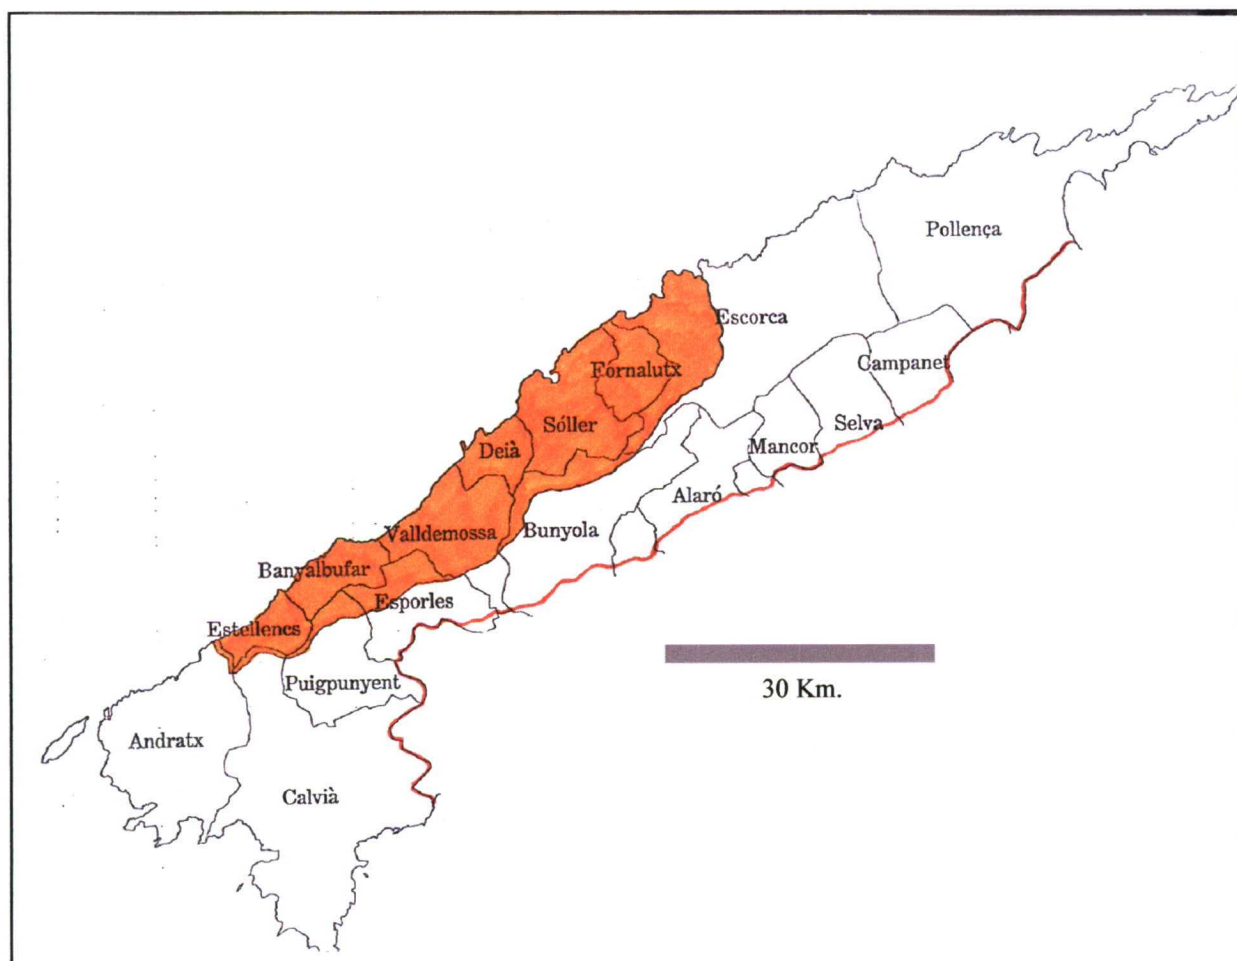 Pollença
Escorca
Campanet
Fornalutx
Selva
Sóller
Mancor
Deià
Alaró
Valldemossa
Bunyola
Banyalbufar
Esporles
Estellencs
Puigpunyent
30 Km.
Andratx
Calvià